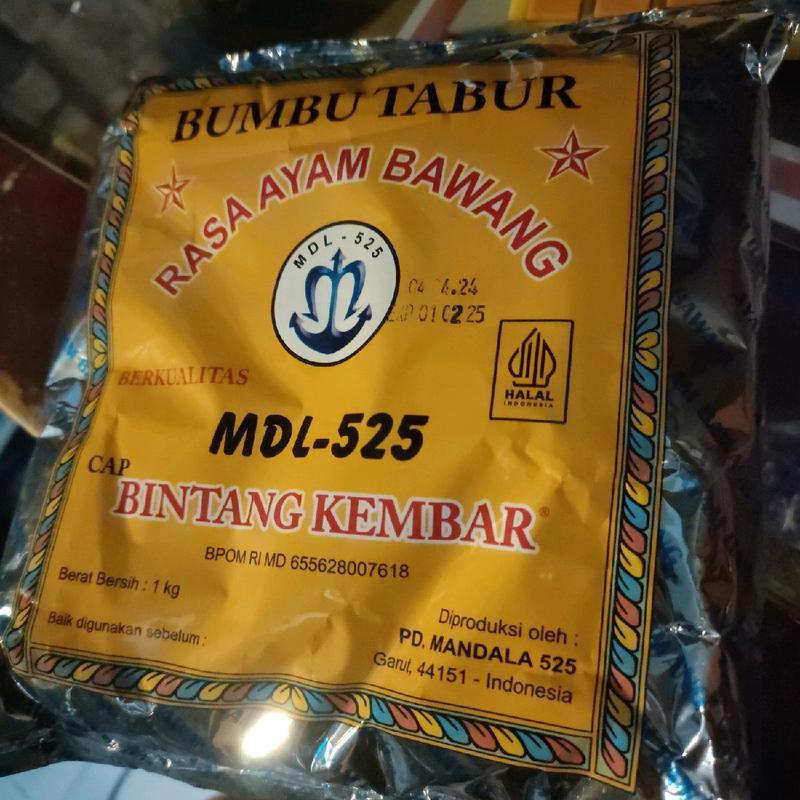 BUMBU TABUR
RASA AYAM BAWANG
MDL - 525
04 4.24
EXP 01 02 25
HALAL
INDONESIA
BERKUALITAS
MDL-525
CAP
BINTANG KEMBAR®
BPOM RI MD 655628007618
Berat Bersih : 1 kg
Baik digunakan sebelum :
Diproduksi oleh :
PD. MANDALA 525
Garut, 44151 - Indonesia